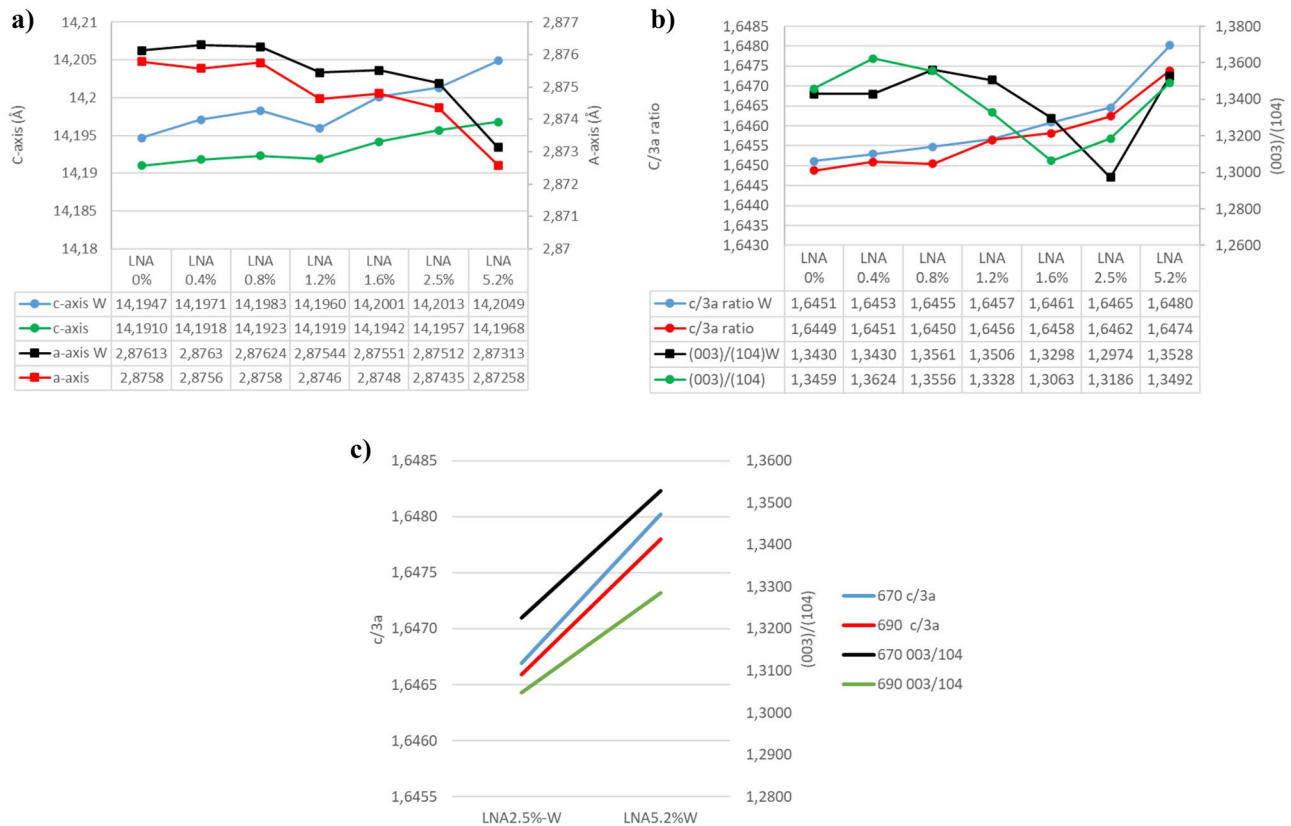 a)
14,21
14,205
14,2
14,195
14,19
14,185
14,18
C-axis (Å)
2,877
2,876
2,875
2,874
2,873
2,872
2,871
2,87
A-axis (Å)
LNA 0% LNA 0.4% LNA 0.8% LNA 1.2% LNA 1.6% LNA 2.5% LNA 5.2%
c-axis W 14,1947 14,1971 14,1983 14,1960 14,2001 14,2013 14,2049
c-axis 14,1910 14,1918 14,1923 14,1919 14,1942 14,1957 14,1968
a-axis W 2,87613 2,8763 2,87624 2,87544 2,87551 2,87512 2,87313
a-axis 2,8758 2,8756 2,8758 2,8746 2,8748 2,87435 2,87258
b)
1,6485
1,6480
1,6475
1,6470
1,6465
1,6460
1,6455
1,6450
1,6445
1,6440
1,6435
1,6430
C/3a ratio
1,3800
1,3600
1,3400
1,3200
1,3000
1,2800
1,2600
(003)/(104)
LNA 0% LNA 0.4% LNA 0.8% LNA 1.2% LNA 1.6% LNA 2.5% LNA 5.2%
c/3a ratio W 1,6451 1,6453 1,6455 1,6457 1,6461 1,6465 1,6480
c/3a ratio 1,6449 1,6451 1,6450 1,6456 1,6458 1,6462 1,6474
(003)/(104)W 1,3430 1,3430 1,3561 1,3506 1,3298 1,2974 1,3528
(003)/(104) 1,3459 1,3624 1,3556 1,3328 1,3063 1,3186 1,3492
c)
1,6485
1,6480
1,6475
1,6470
1,6465
1,6460
1,6455
c/3a
1,3600
1,3500
1,3400
1,3300
1,3200
1,3100
1,3000
1,2900
1,2800
(003)/(104)
LNA2.5%-W LNA5.2%W
670 c/3a
690 c/3a
670 003/104
690 003/104